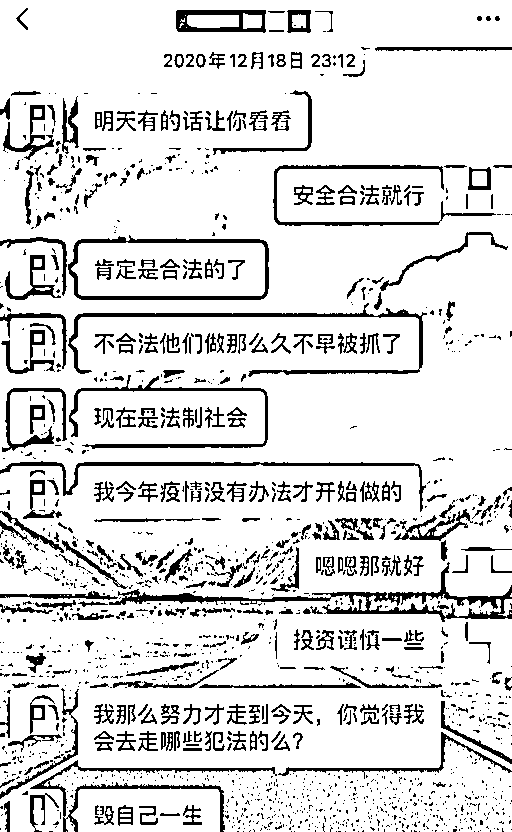 2020年12月18日 23:12
明天有的话让你看看
安全合法就行
肯定是合法的了
不合法他们做那么久不早被抓了
现在是法制社会
我今年疫情没有办法才开始做的
嗯嗯那就好
投资谨慎一些
我那么努力才走到今天，你觉得我
会去走哪些犯法的么?
毁自己一生